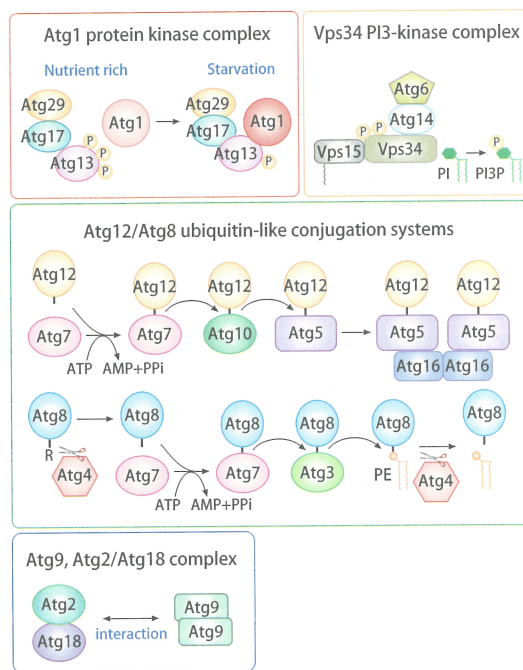 Atg1 protein kinase complex
Nutrient rich
Starvation
Atg29
Atg17
Atg13
P
P
P
Atg1
Atg29
Atg17
Atg1
Atg13
P
Vps34 PI3-kinase complex
Atg6
Atg14
P
P
Vps15
Vps34
P
PI
PI3P
Atg12/Atg8 ubiquitin-like conjugation systems
Atg12
Atg12
Atg12
Atg12
Atg12
Atg12
Atg7
Atg7
Atg10
Atg5
Atg5
Atg5
Atg16
Atg16
ATP
AMP+PPi
Atg8
Atg8
Atg8
Atg8
Atg8
Atg8
R
Atg4
Atg7
Atg7
Atg3
PE
Atg4
ATP
AMP+PPi
Atg9, Atg2/Atg18 complex
Atg2
Atg18
interaction
Atg9
Atg9